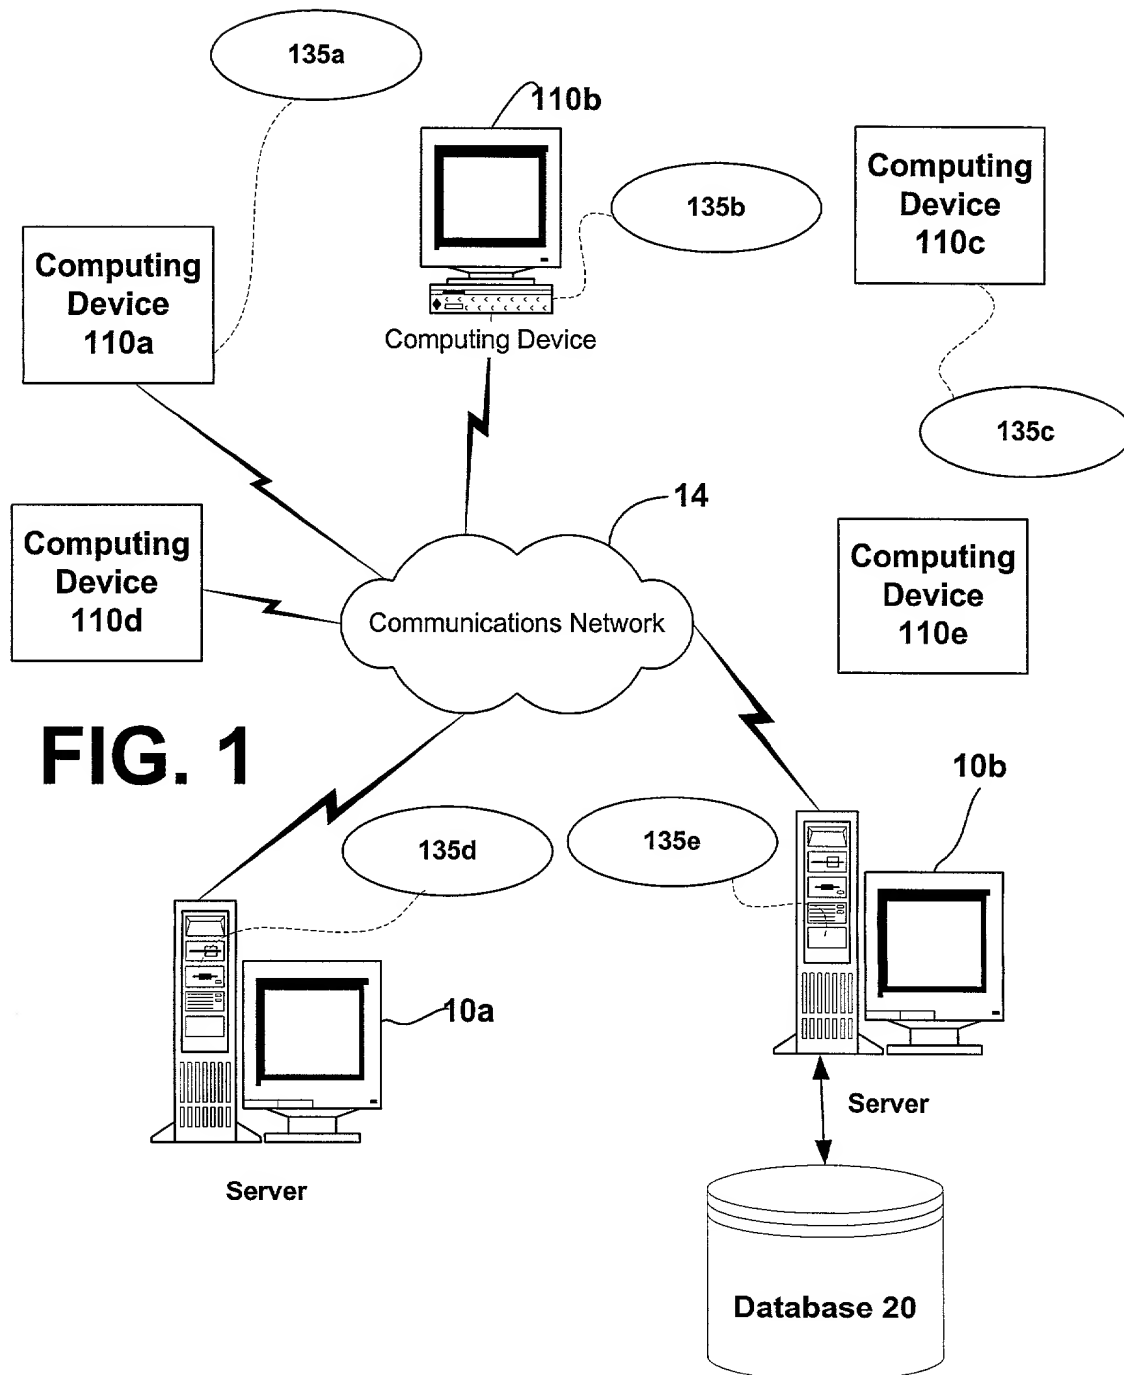 135a
110b
Computing
Device
110c
135b
Computing
Device
110a
Computing Device
135c
14
Computing
Device
110d
Computing
Device
110e
Communications Network
FIG. 1
10b
135d
135e
10a
Server
Server
Database 20